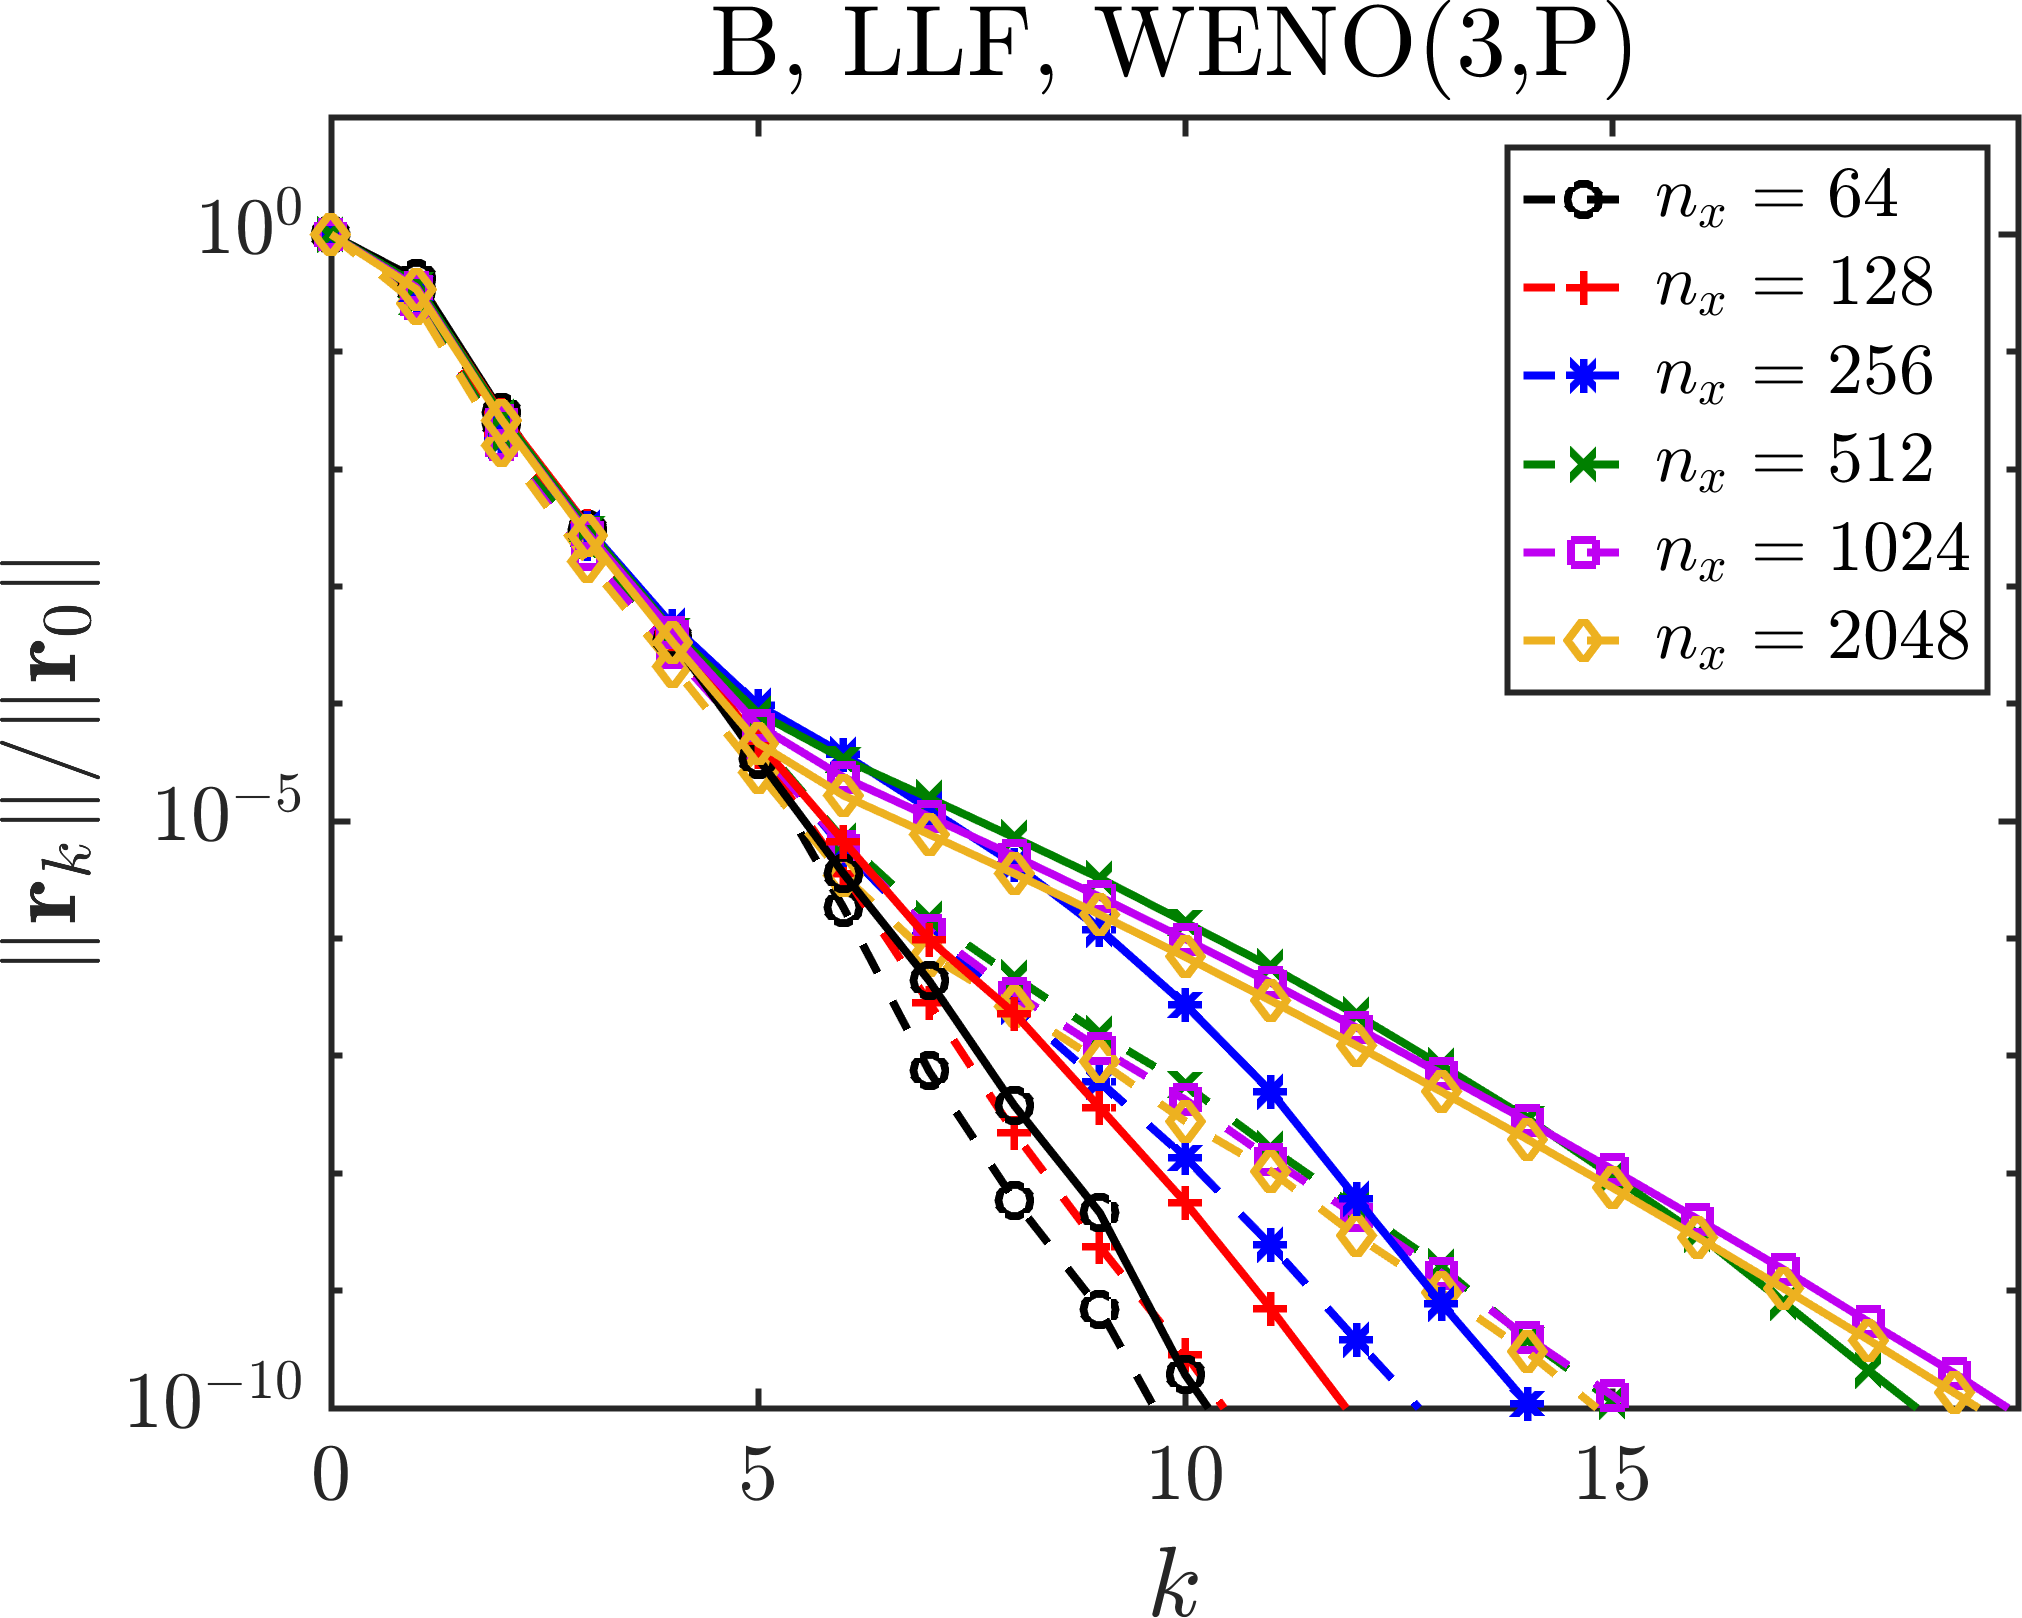 B, LLF, WENO(3,P)
n_x = 64
n_x = 128
n_x = 256
n_x = 512
n_x = 1024
n_x = 2048
10^0
10^{-5}
10^{-10}
‖r_k‖/‖r_0‖
0 5 10 15
k